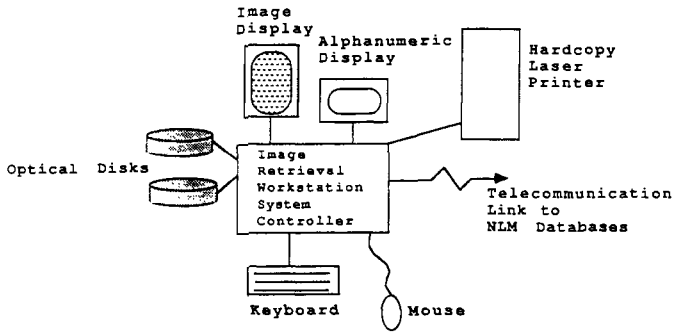 Image
Display
Alphanumeric
Display
Hardcopy
Laser
Printer
Optical Disks
Image
Retrieval
Workstation
System
Controller
Telecommunication
Link to
NLM Databases
Keyboard
Mouse